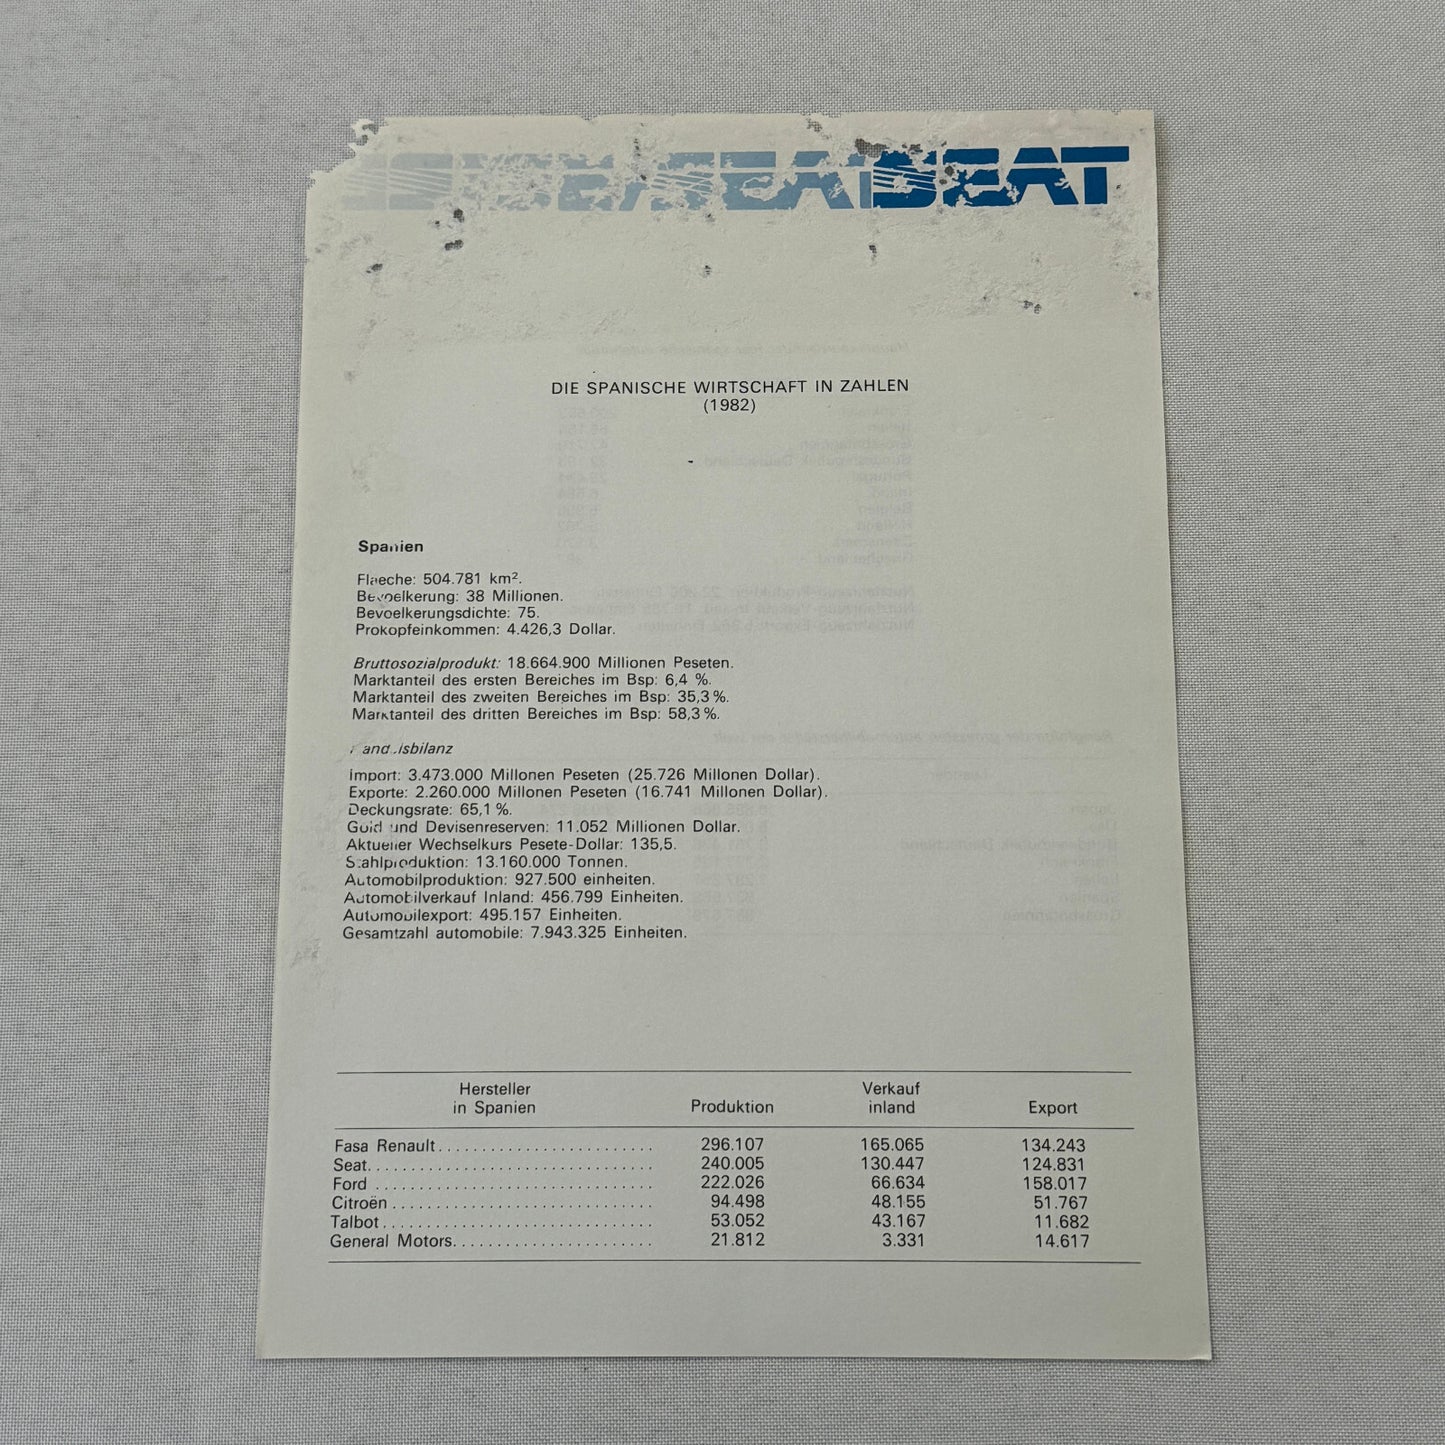 SEAT
DIE SPANISCHE WIRTSCHAFT IN ZAHLEN
(1982)
Spanien
Flaeche: 504.781 km².
Bevoelkerung: 38 Millionen.
Bevoelkerungsdichte: 75.
Prokopfeinkommen: 4.426,3 Dollar.
Bruttosozialprodukt: 18.664.900 Millionen Peseten.
Marktanteil des ersten Bereiches im Bsp: 6,4 %.
Marktanteil des zweiten Bereiches im Bsp: 35,3 %.
Marktanteil des dritten Bereiches im Bsp: 58,3 %.
Handelsbilanz
Import: 3.473.000 Millonen Peseten (25.726 Millonen Dollar).
Exporte: 2.260.000 Millonen Peseten (16.741 Millonen Dollar).
Deckungsrate: 65,1 %.
Gold und Devisenreserven: 11.052 Millionen Dollar.
Aktueller Wechselkurs Pesete-Dollar: 135,5.
Stahlproduktion: 13.160.000 Tonnen.
Automobilproduktion: 927.500 einheiten.
Automobilverkauf Inland: 456.799 Einheiten.
Automobilexport: 495.157 Einheiten.
Gesamtzahl automobile: 7.943.325 Einheiten.
Hersteller in Spanien Produktion Verkauf inland Export
Fasa Renault 296.107 165.065 134.243
Seat 240.005 130.447 124.831
Ford 222.026 66.634 158.017
Citroën 94.498 48.155 51.767
Talbot 53.052 43.167 11.682
General Motors 21.812 3.331 14.617